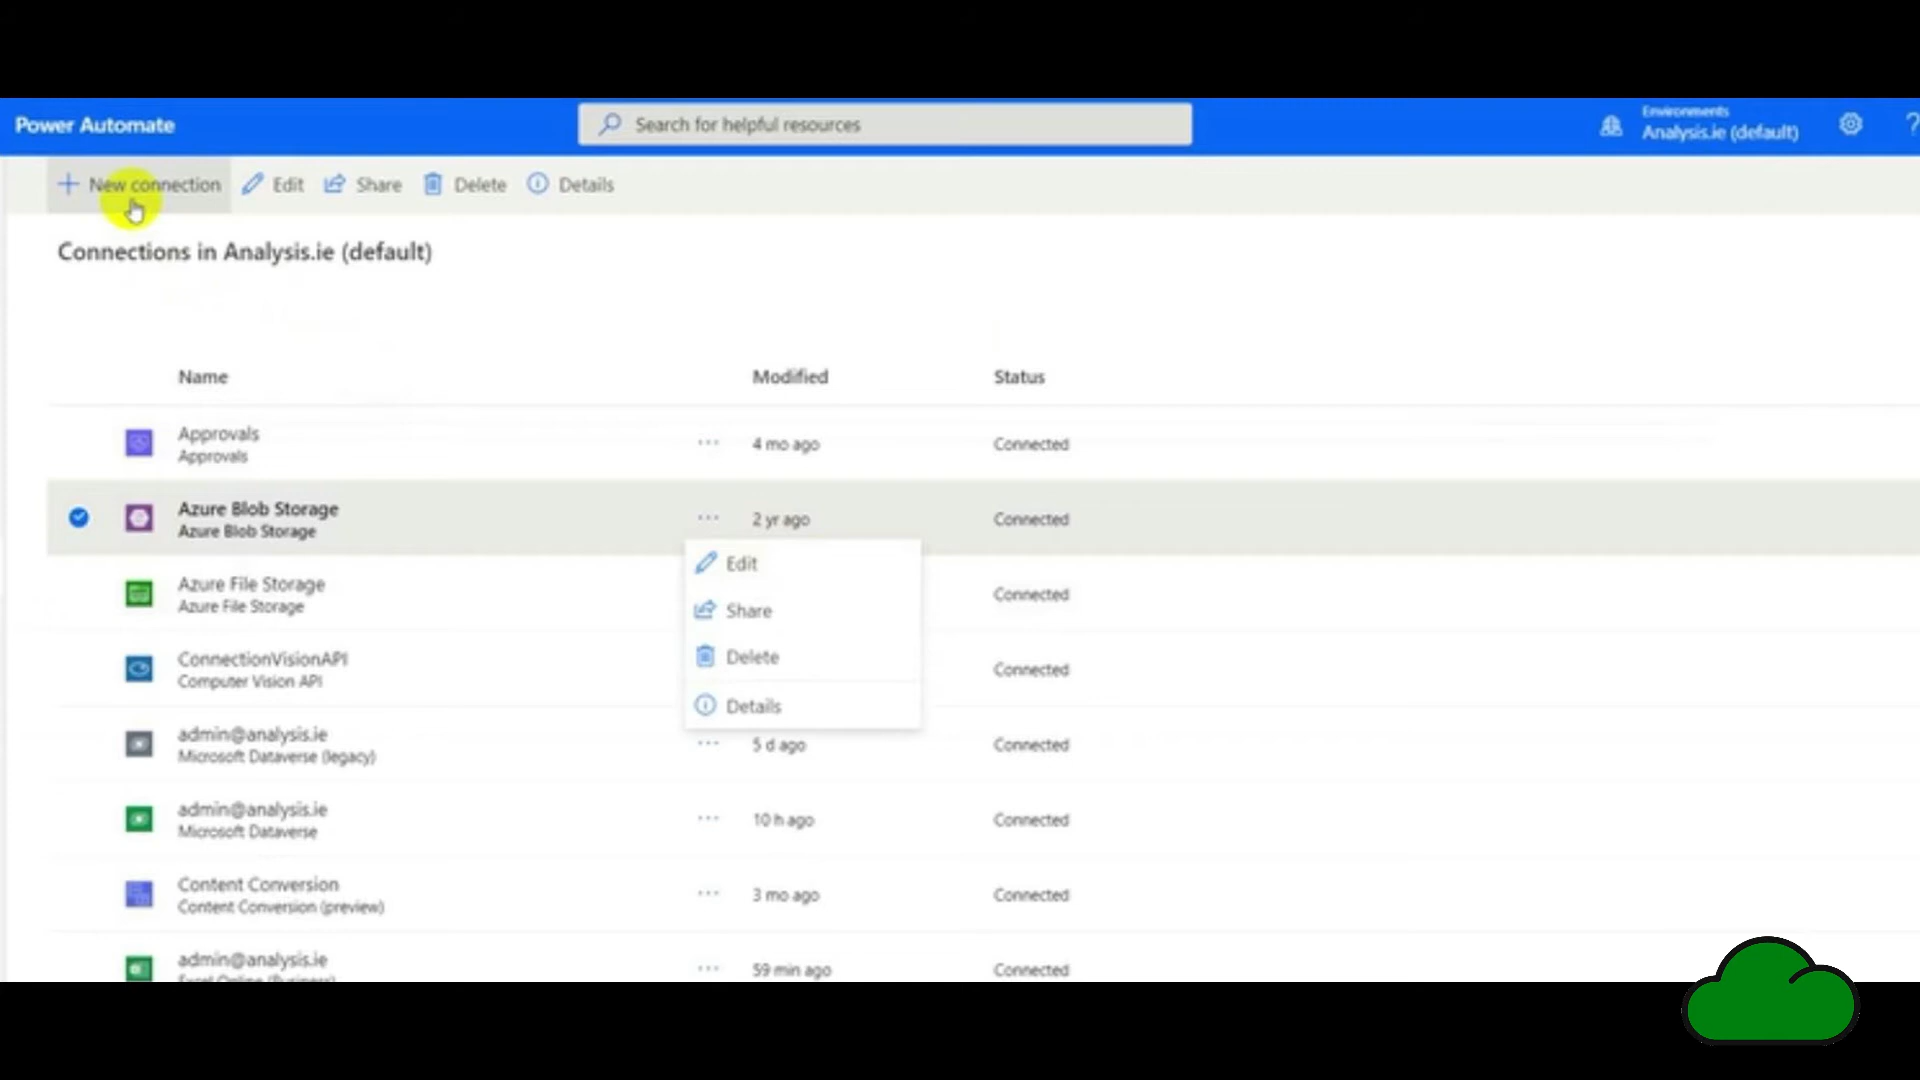 Power Automate
Search for helpful resources
Environments
Analysis.ie (default)
?
New connection
Edit
Share
Delete
Details
Connections in Analysis.ie (default)
Name
Modified
Status
Approvals
Approvals
4 mo ago
Connected
Azure Blob Storage
Azure Blob Storage
2 yr ago
Connected
Azure File Storage
Azure File Storage
Connected
ConnectionVisionAPI
Computer Vision API
Connected
Edit
Share
Delete
Details
admin@analysis.ie
Microsoft Dataverse (legacy)
5 d ago
Connected
admin@analysis.ie
Microsoft Dataverse
10 h ago
Connected
Content Conversion
Content Conversion (preview)
3 mo ago
Connected
admin@analysis.ie
Excel Online (Business)
59 min ago
Connected